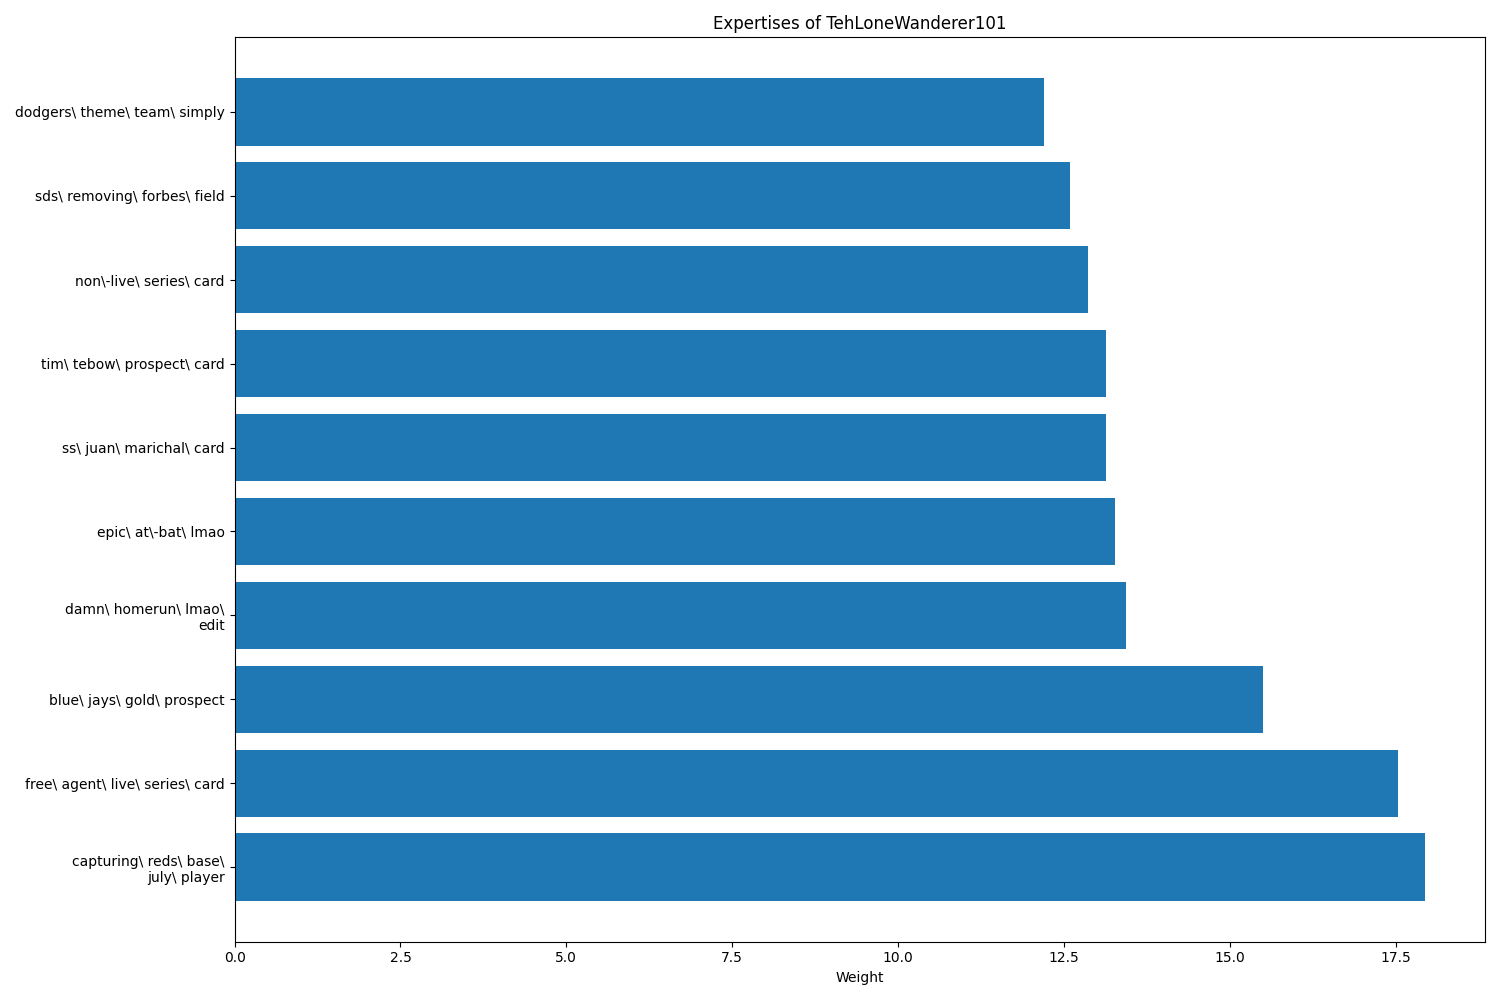 Expertises of TehLoneWanderer101
dodgers\ theme\ team\ simply
sds\ removing\ forbes\ field
non\-live\ series\ card
tim\ tebow\ prospect\ card
ss\ juan\ marichal\ card
epic\ at\-bat\ lmao
damn\ homerun\ lmao\
edit
blue\ jays\ gold\ prospect
free\ agent\ live\ series\ card
capturing\ reds\ base\
july\ player
0.0 2.5 5.0 7.5 10.0 12.5 15.0 17.5
Weight